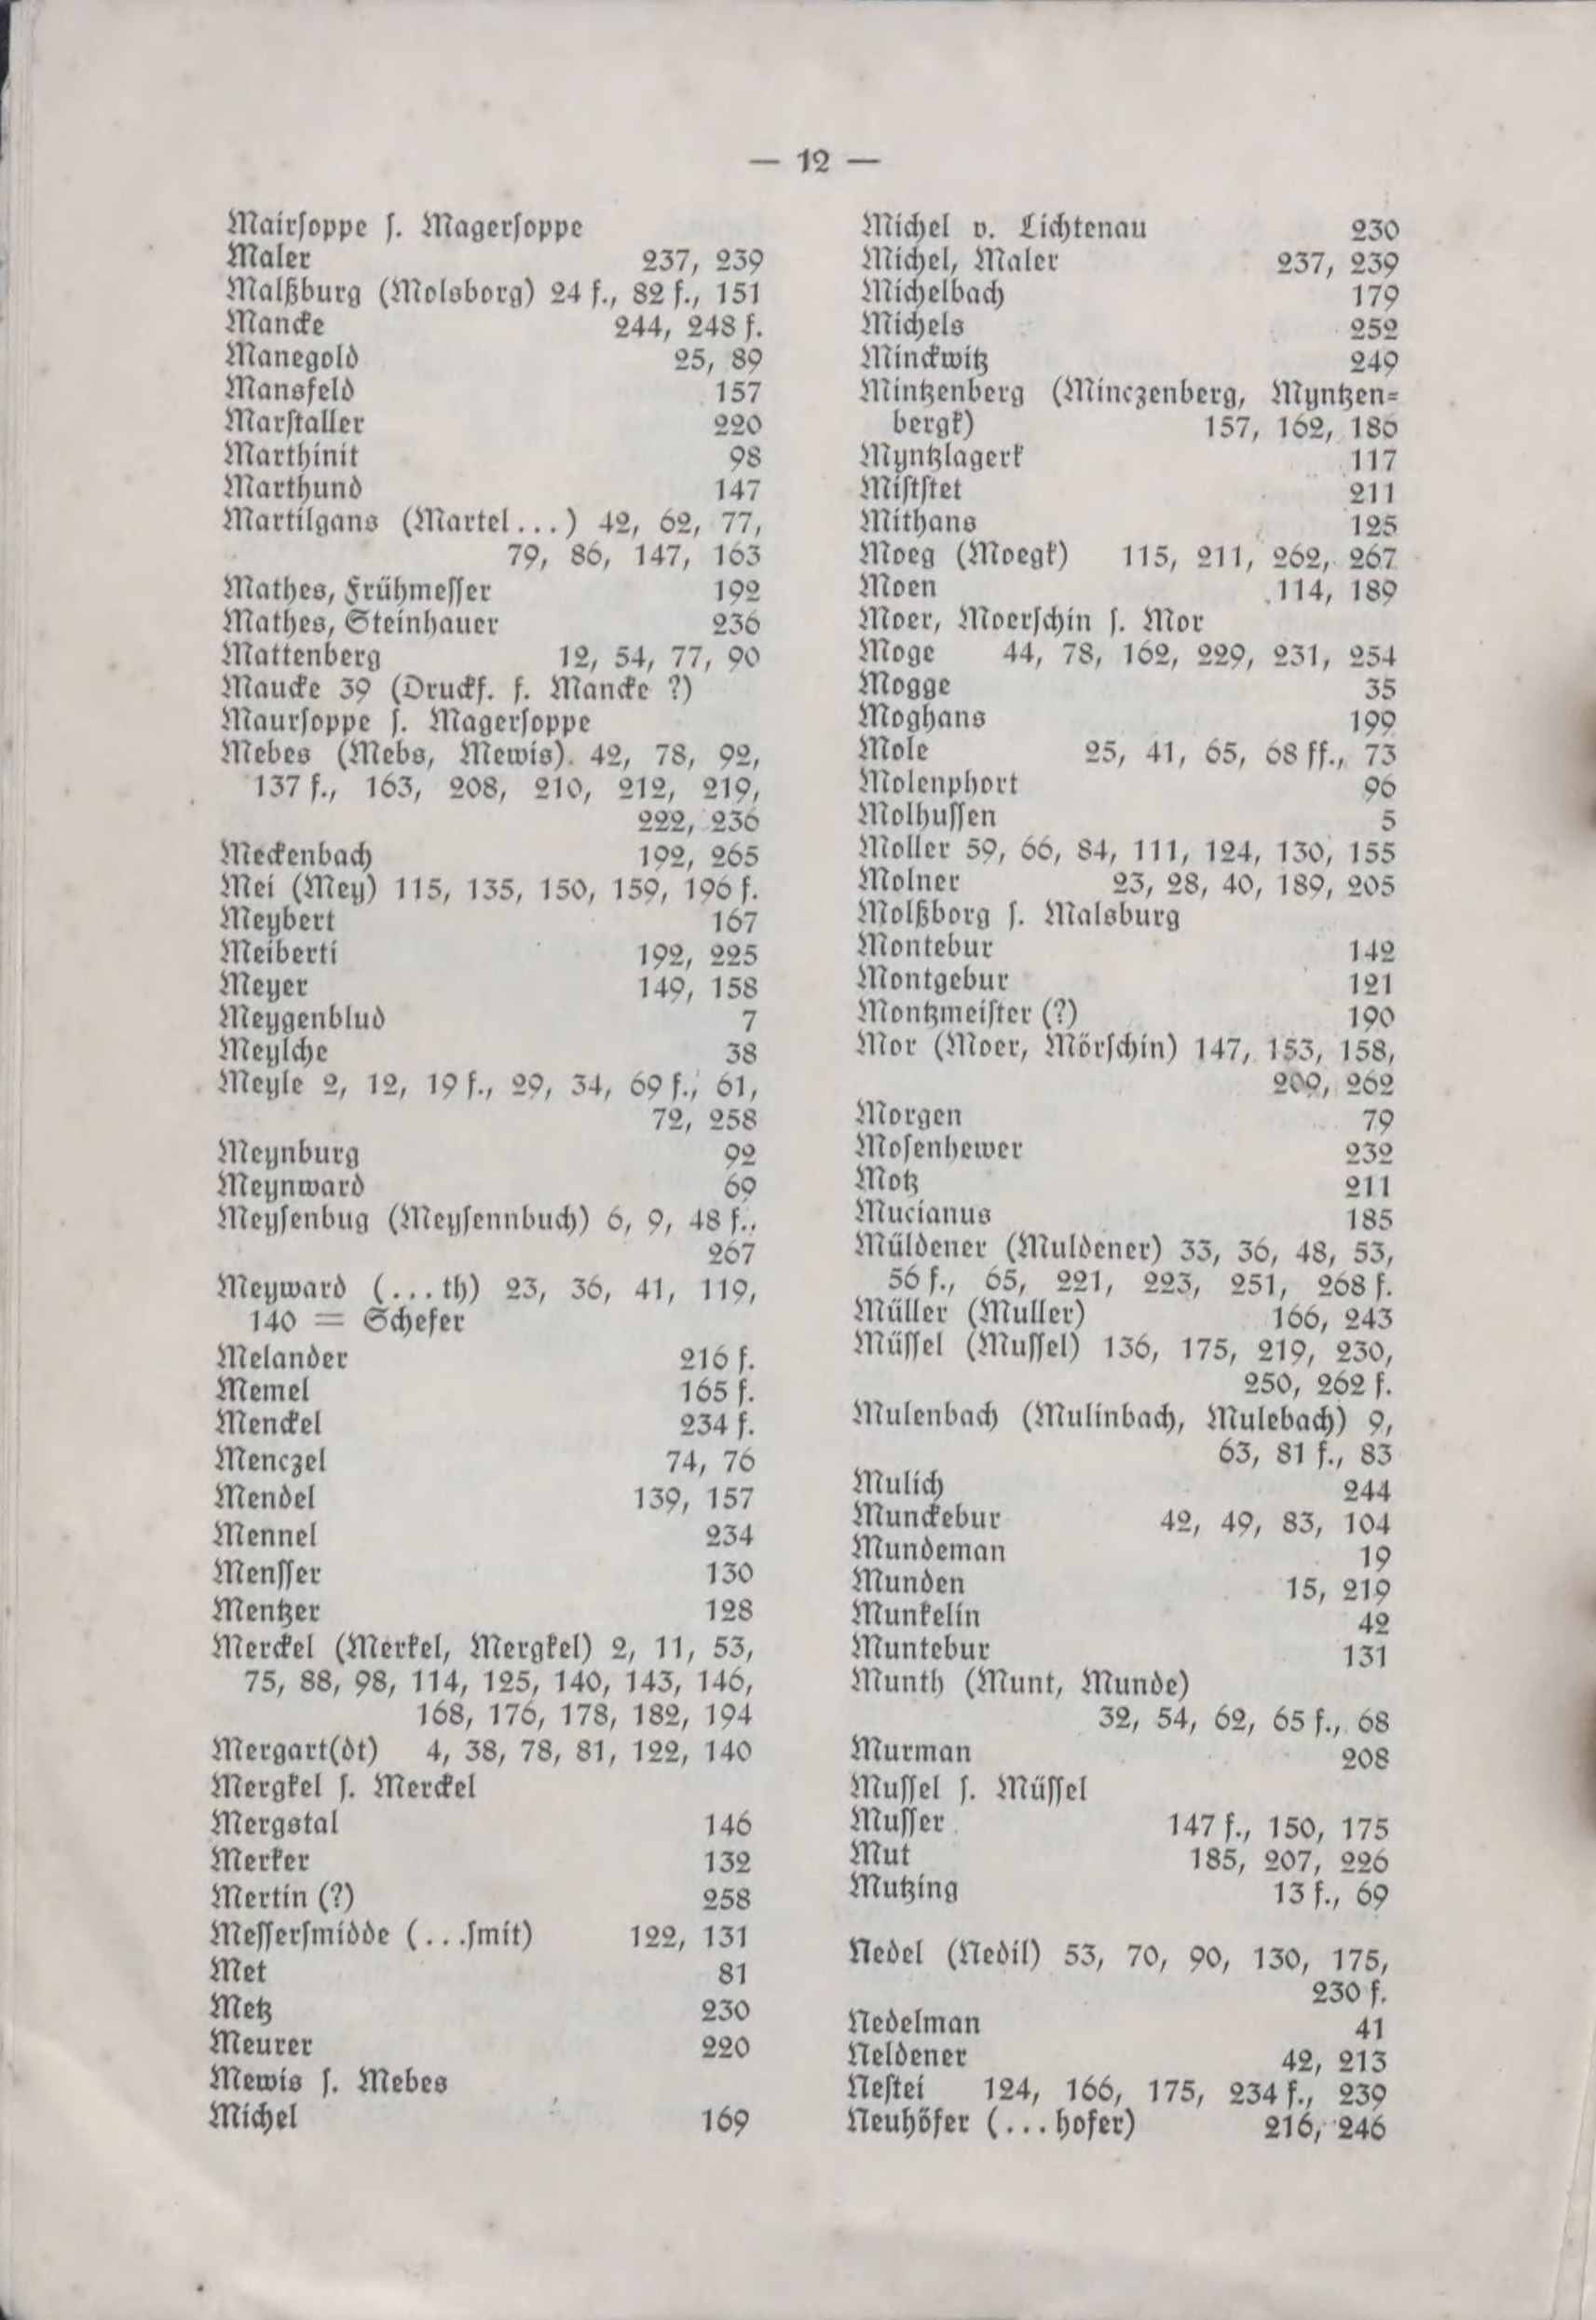 — 12 —
Mairſoppe ſ. Magerſoppe
Maler 237, 239
Malßburg (Molsborg) 24 f., 82 f., 151
Mancke 244, 248 f.
Manegold 25, 89
Mansfeld 157
Marſtaller 220
Marthinit 98
Marthund 147
Martilgans (Martel...) 42, 62, 77,
79, 86, 147, 163
Mathes, Frühmeſſer 192
Mathes, Steinhauer 236
Mattenberg 12, 54, 77, 90
Maucke 39 (Druckf. f. Mancke ?)
Maurſoppe ſ. Magerſoppe
Mebes (Mebs, Mewis) 42, 78, 92,
137 f., 163, 208, 210, 212, 219,
222, 236
Meckenbach 192, 265
Mei (Mey) 115, 135, 150, 159, 196 f.
Meybert 167
Meiberti 192, 225
Meyer 149, 158
Meygenblud 7
Meylche 38
Meyle 2, 12, 19 f., 29, 34, 69 f., 61,
72, 258
Meynburg 92
Meynward 69
Meyſenbug (Meyſennbuch) 6, 9, 48 f.,
267
Meyward (...th) 23, 36, 41, 119,
140 = Schefer
Melander 216 f.
Memel 165 f.
Menckel 234 f.
Menczel 74, 76
Mendel 139, 157
Mennel 234
Menſſer 130
Mentzer 128
Merckel (Merkel, Mergkel) 2, 11, 53,
75, 88, 98, 114, 125, 140, 143, 146,
168, 176, 178, 182, 194
Mergart(dt) 4, 38, 78, 81, 122, 140
Mergkel ſ. Merckel
Mergstal 146
Merker 132
Mertin (?) 258
Meſſerſmidde (...ſmit) 122, 131
Met 81
Metz 230
Meurer 220
Mewis ſ. Mebes
Michel 169
Michel v. Lichtenau 230
Michel, Maler 237, 239
Michelbach 179
Michels 252
Minckwitz 249
Mintzenberg (Minczenberg, Myntzen-
bergk) 157, 162, 186
Myntzlagerk 117
Miſtſtet 211
Mithans 125
Moeg (Moegk) 115, 211, 262, 267
Moen 114, 189
Moer, Moerſchin ſ. Mor
Moge 44, 78, 162, 229, 231, 254
Mogge 35
Moghans 199
Mole 25, 41, 65, 68 ff., 73
Molenphort 96
Molhuſſen 5
Moller 59, 66, 84, 111, 124, 130, 155
Molner 23, 28, 40, 189, 205
Molßborg ſ. Malsburg
Montebur 142
Montgebur 121
Montzmeiſter (?) 190
Mor (Moer, Mörſchin) 147, 153, 158,
209, 262
Morgen 79
Moſenhewer 232
Motz 211
Mucianus 185
Müldener (Muldener) 33, 36, 48, 53,
56 f., 65, 221, 223, 251, 268 f.
Müller (Muller) 166, 243
Müſſel (Muſſel) 136, 175, 219, 230,
250, 262 f.
Mulenbach (Mulinbach, Mulebach) 9,
63, 81 f., 83
Mulich 244
Munckebur 42, 49, 83, 104
Mundeman 19
Munden 15, 219
Munkelin 42
Muntebur 131
Munth (Munt, Munde)
32, 54, 62, 65 f., 68
Murman 208
Muſſel ſ. Müſſel
Muſſer 147 f., 150, 175
Mut 185, 207, 226
Mutzing 13 f., 69
Nedel (Nedil) 53, 70, 90, 130, 175,
230 f.
Nedelman 41
Neldener 42, 213
Neſtei 124, 166, 175, 234 f., 239
Neuhöfer (...hofer) 216, 246